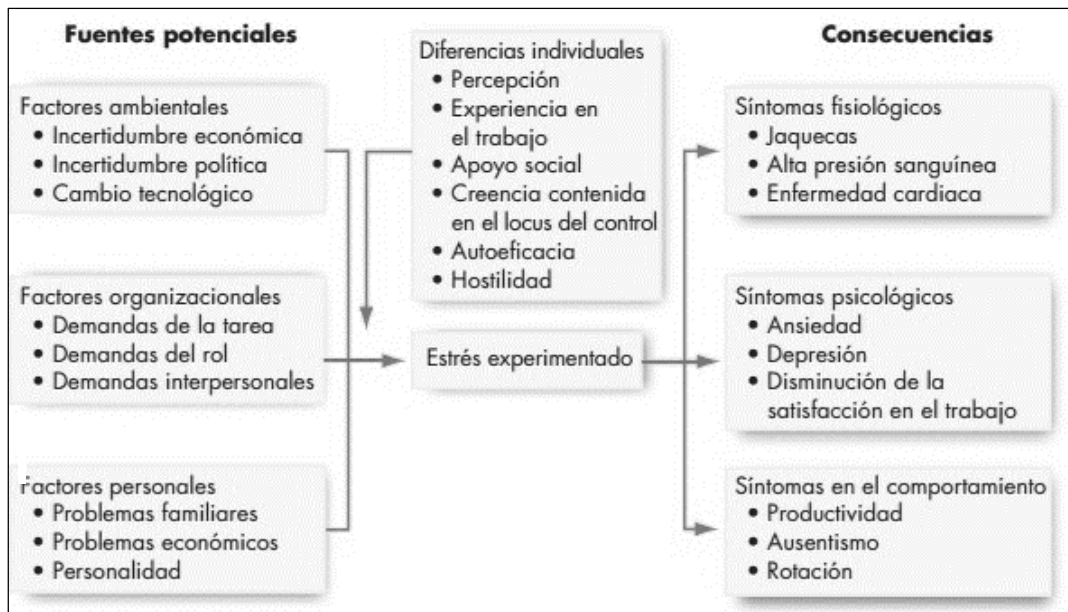 Fuentes potenciales
Factores ambientales
• Incertidumbre económica
• Incertidumbre política
• Cambio tecnológico
Factores organizacionales
• Demandas de la tarea
• Demandas del rol
• Demandas interpersonales
Factores personales
• Problemas familiares
• Problemas económicos
• Personalidad
Diferencias individuales
• Percepción
• Experiencia en
el trabajo
• Apoyo social
• Creencia contenida
en el locus del control
• Autoeficacia
• Hostilidad
Estrés experimentado
Consecuencias
Síntomas fisiológicos
• Jaquecas
• Alta presión sanguínea
• Enfermedad cardiaca
Síntomas psicológicos
• Ansiedad
• Depresión
• Disminución de la
satisfacción en el trabajo
Síntomas en el comportamiento
• Productividad
• Ausentismo
• Rotación